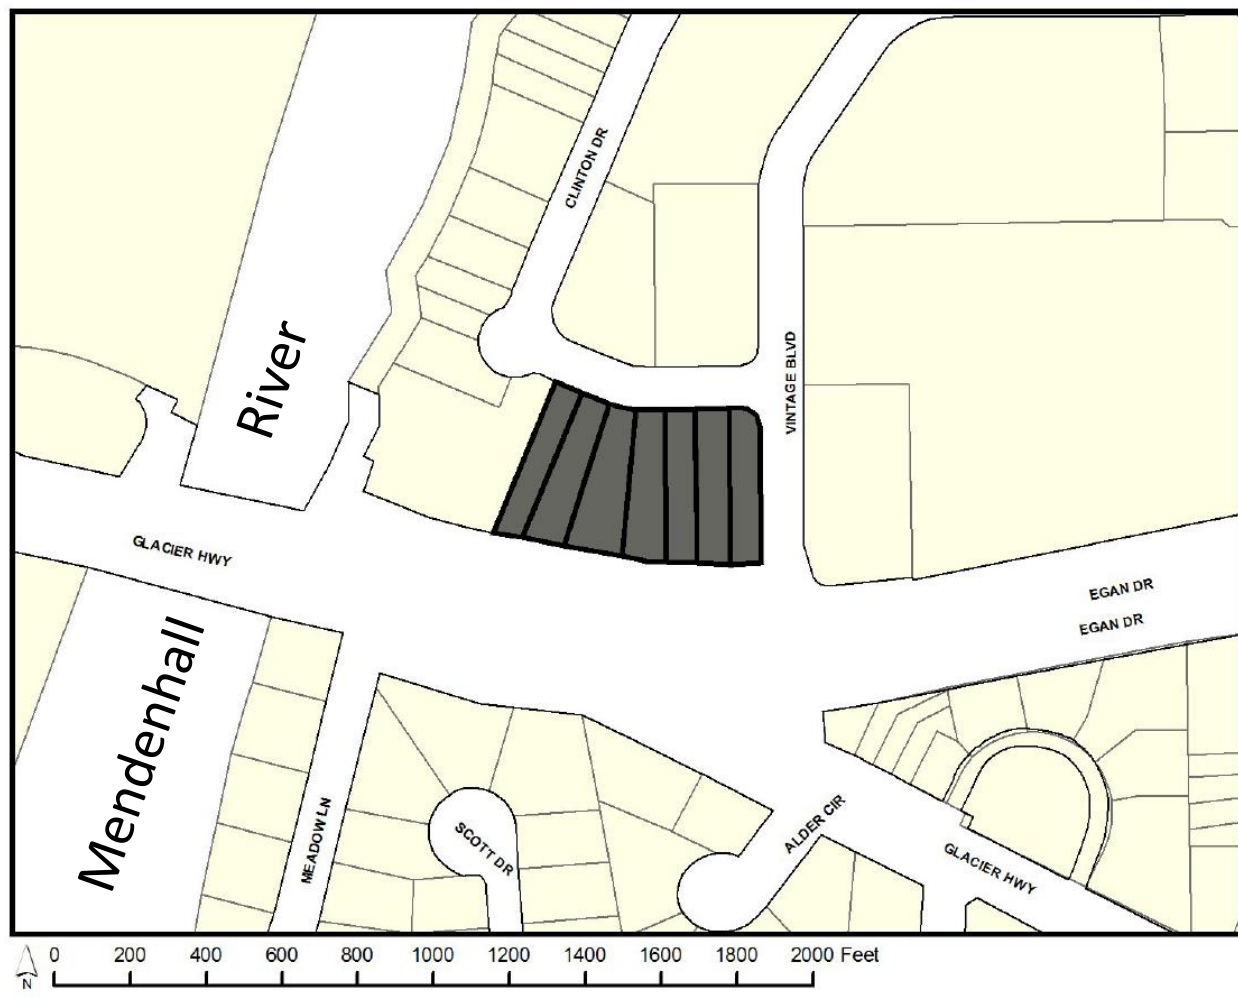 CLINTON DR
River
VINTAGE BLVD
GLACIER HWY
EGAN DR
EGAN DR
Mendenhall
MEADOW LN
SCOTT DR
ALDER CIR
GLACIER HWY
N
0 200 400 600 800 1000 1200 1400 1600 1800 2000 Feet